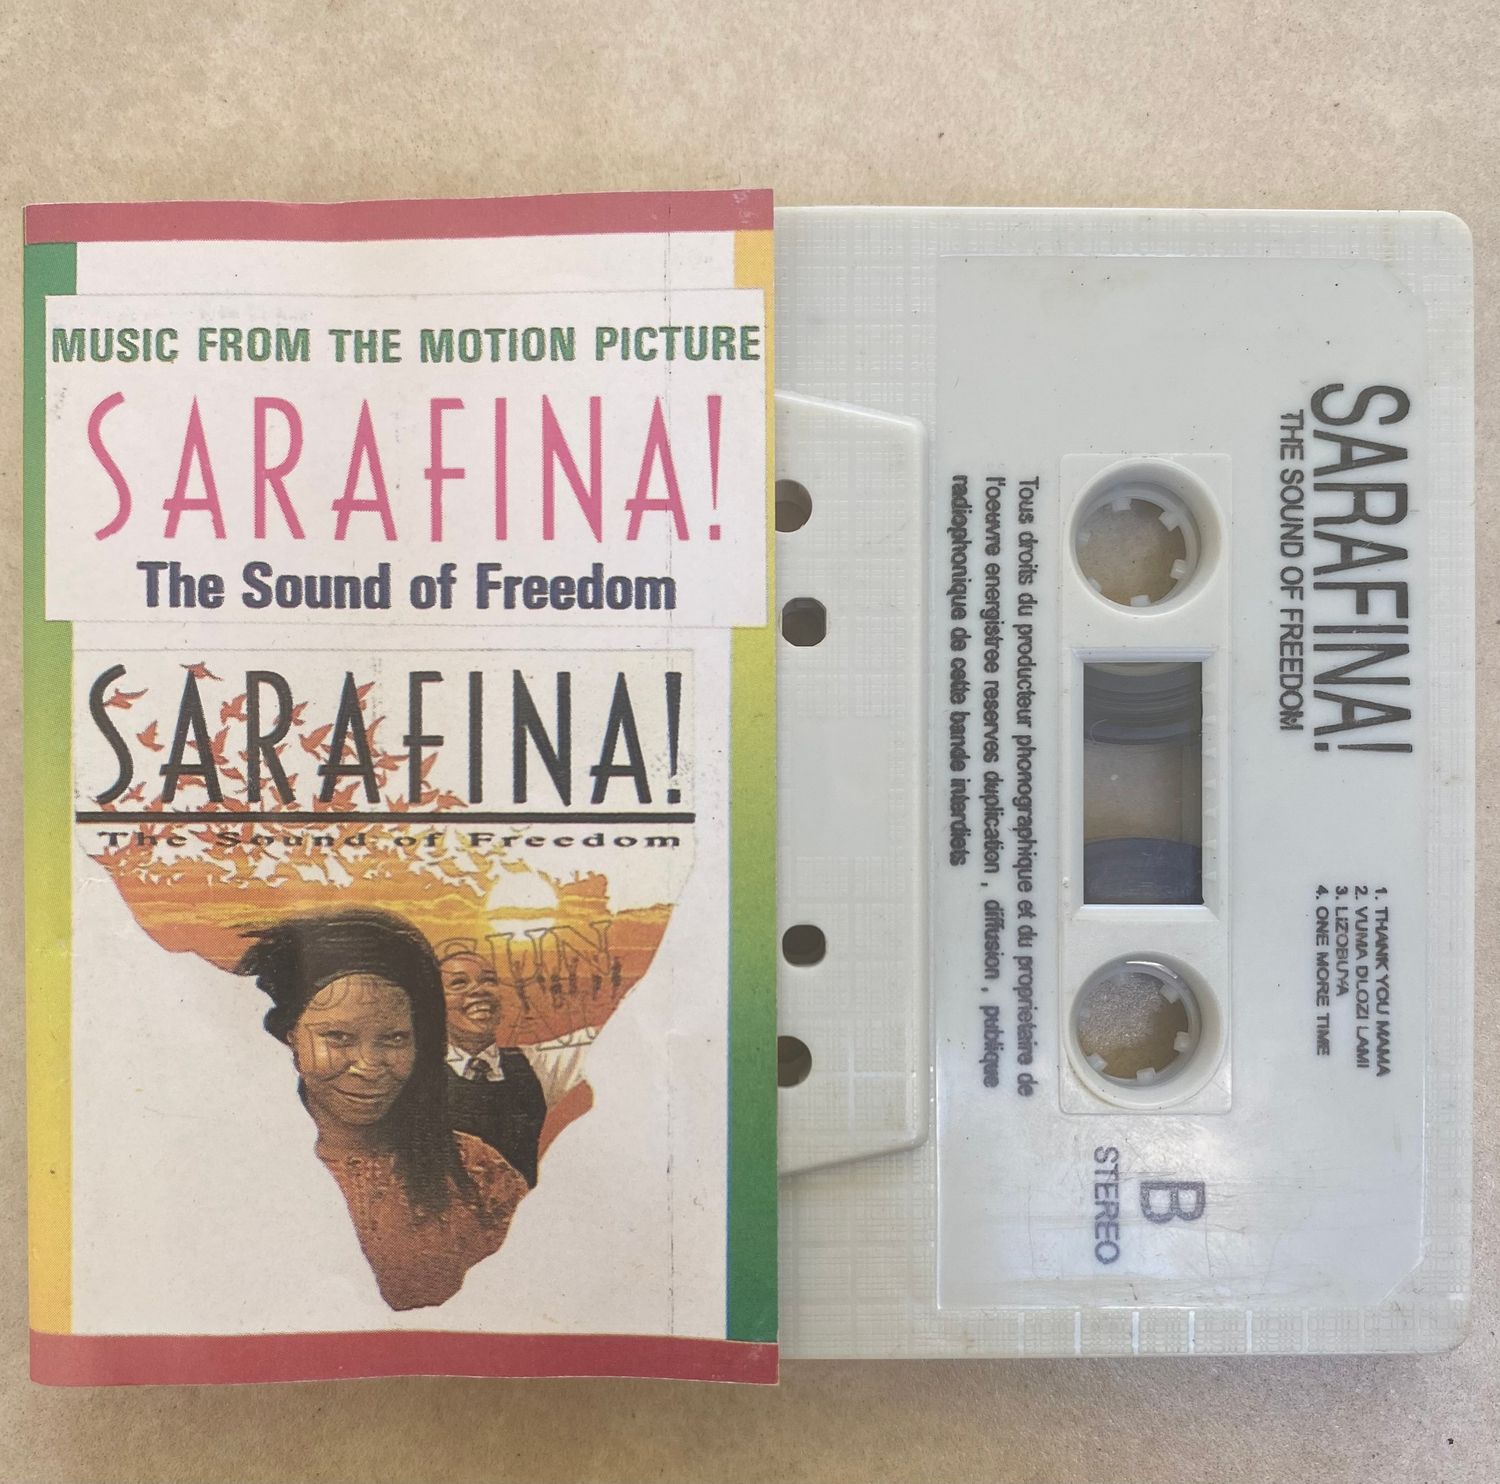 MUSIC FROM THE MOTION PICTURE
SARAFINA!
The Sound of Freedom
SARAFINA!
The Sound of Freedom
SUN
SARAFINA!
THE SOUND OF FREEDOM
1. THANK YOU MAMA
2. VUMA DLOZI LAMI
3. LIZOBUYA
4. ONE MORE TIME
Tous droits du producteur phonographique et du proprietaire de
l'oeuvre energistree reserves duplication , diffusion , publique
radiophonique de cette bande interdiets
B
STEREO